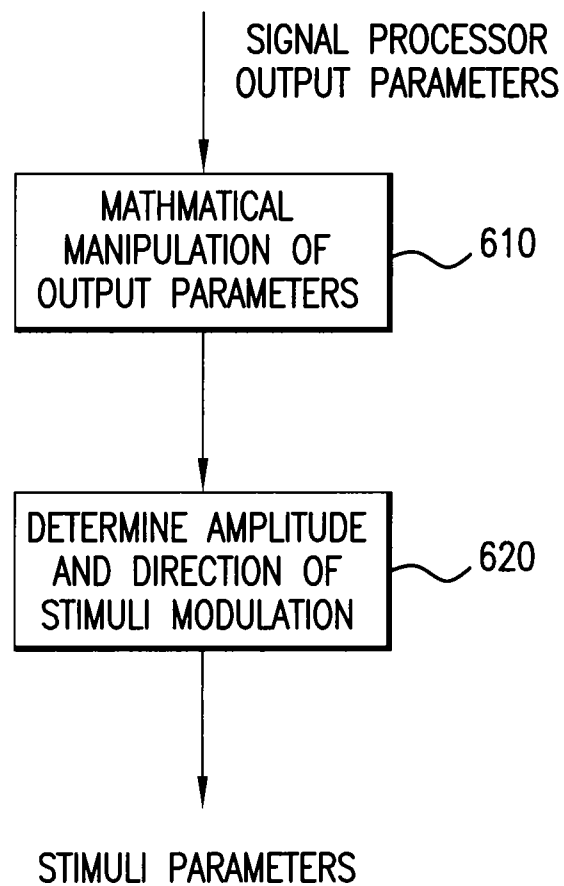 SIGNAL PROCESSOR
OUTPUT PARAMETERS
MATHMATICAL
MANIPULATION OF
OUTPUT PARAMETERS
610
DETERMINE AMPLITUDE
AND DIRECTION OF
STIMULI MODULATION
620
STIMULI PARAMETERS